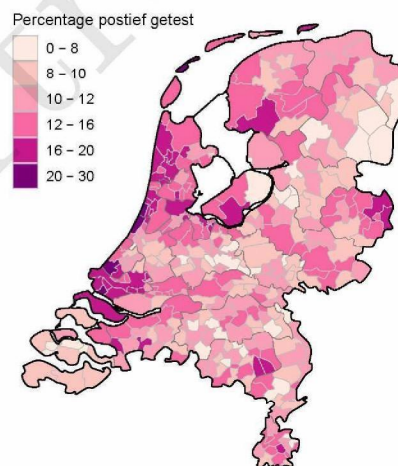 Percentage postief getest
0 – 8
8 – 10
10 – 12
12 – 16
16 – 20
20 – 30